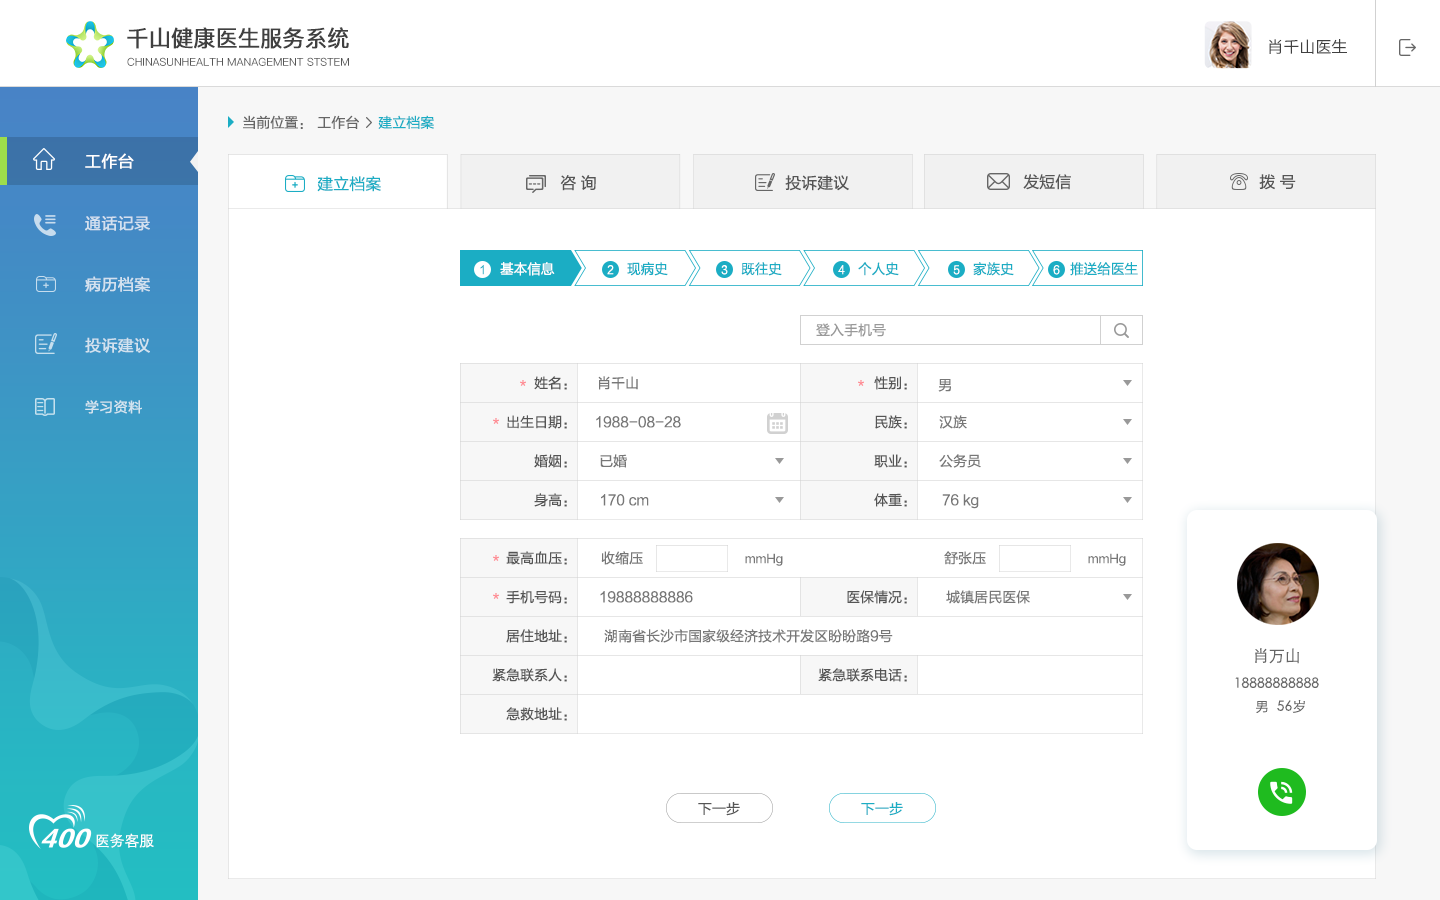 千山健康医生服务系统
CHINASUNHEALTH MANAGEMENT STSTEM
肖千山医生
工作台
通话记录
病历档案
投诉建议
学习资料
400 医务客服
当前位置： 工作台 > 建立档案
建立档案
咨 询
投诉建议
发短信
拨 号
1 基本信息
2 现病史
3 既往史
4 个人史
5 家族史
6 推送给医生
登入手机号
* 姓名： 肖千山 * 性别： 男
* 出生日期： 1988-08-28 民族： 汉族
婚姻： 已婚 职业： 公务员
身高： 170 cm 体重： 76 kg
* 最高血压： 收缩压 mmHg 舒张压 mmHg
* 手机号码： 19888888886 医保情况： 城镇居民医保
居住地址： 湖南省长沙市国家级经济技术开发区盼盼路9号
紧急联系人： 紧急联系电话：
急救地址：
下一步
下一步
肖万山
18888888888
男 56岁